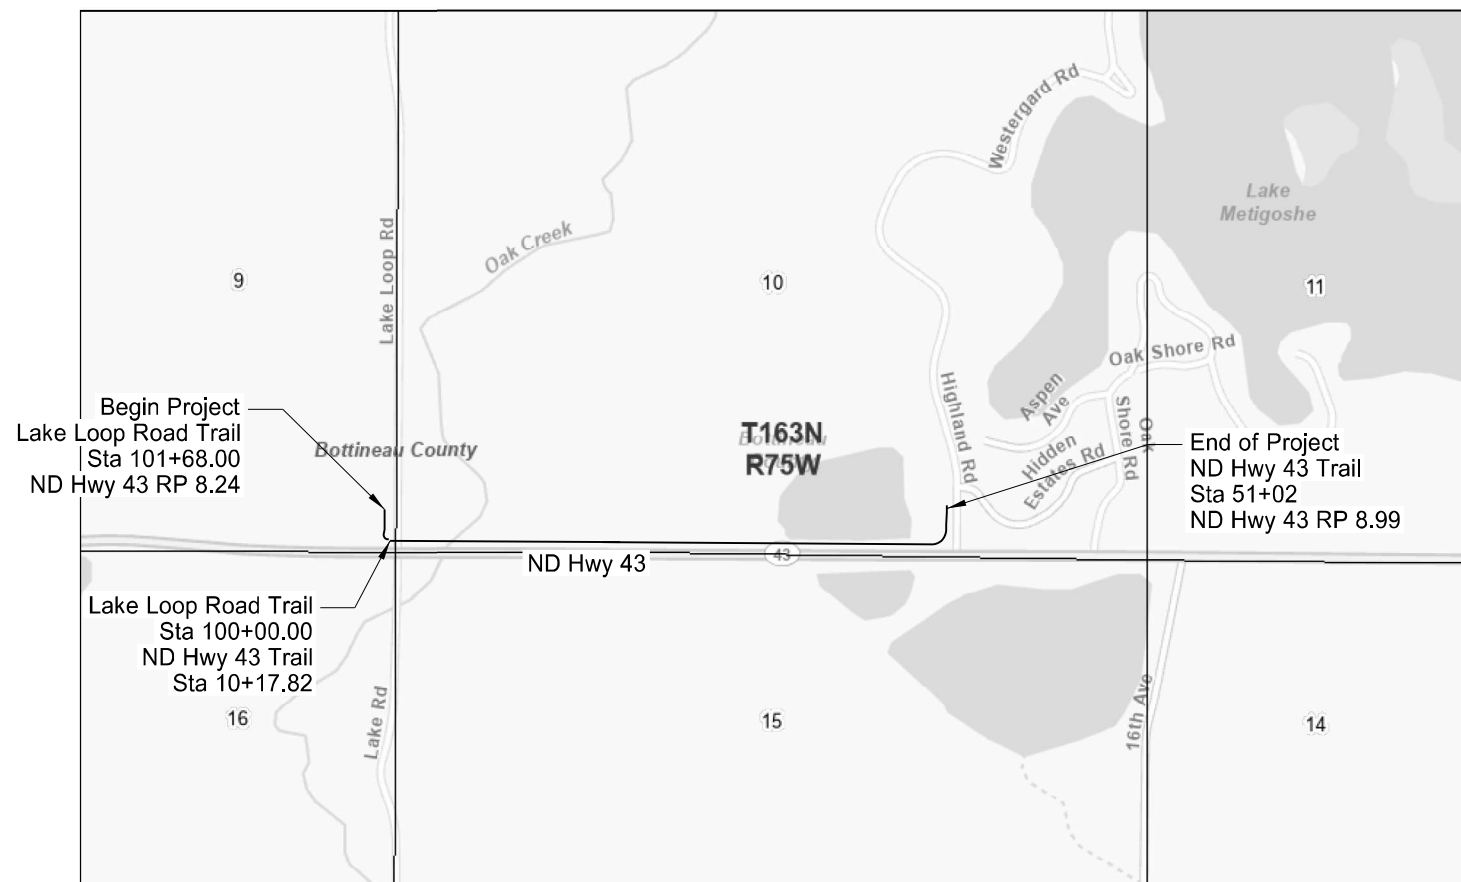 Westergard Rd
Lake
Metigoshe
Lake Loop Rd
Oak Creek
9
10
11
Oak Shore Rd
Aspen
Ave
Highland Rd
Hidden
Estates Rd
Oak
Shore Rd
Begin Project
Lake Loop Road Trail
Sta 101+68.00
ND Hwy 43 RP 8.24
Bottineau County
T163N
R75W
End of Project
ND Hwy 43 Trail
Sta 51+02
ND Hwy 43 RP 8.99
43
ND Hwy 43
Lake Loop Road Trail
Sta 100+00.00
ND Hwy 43 Trail
Sta 10+17.82
Lake Rd
16th Ave
16
15
14